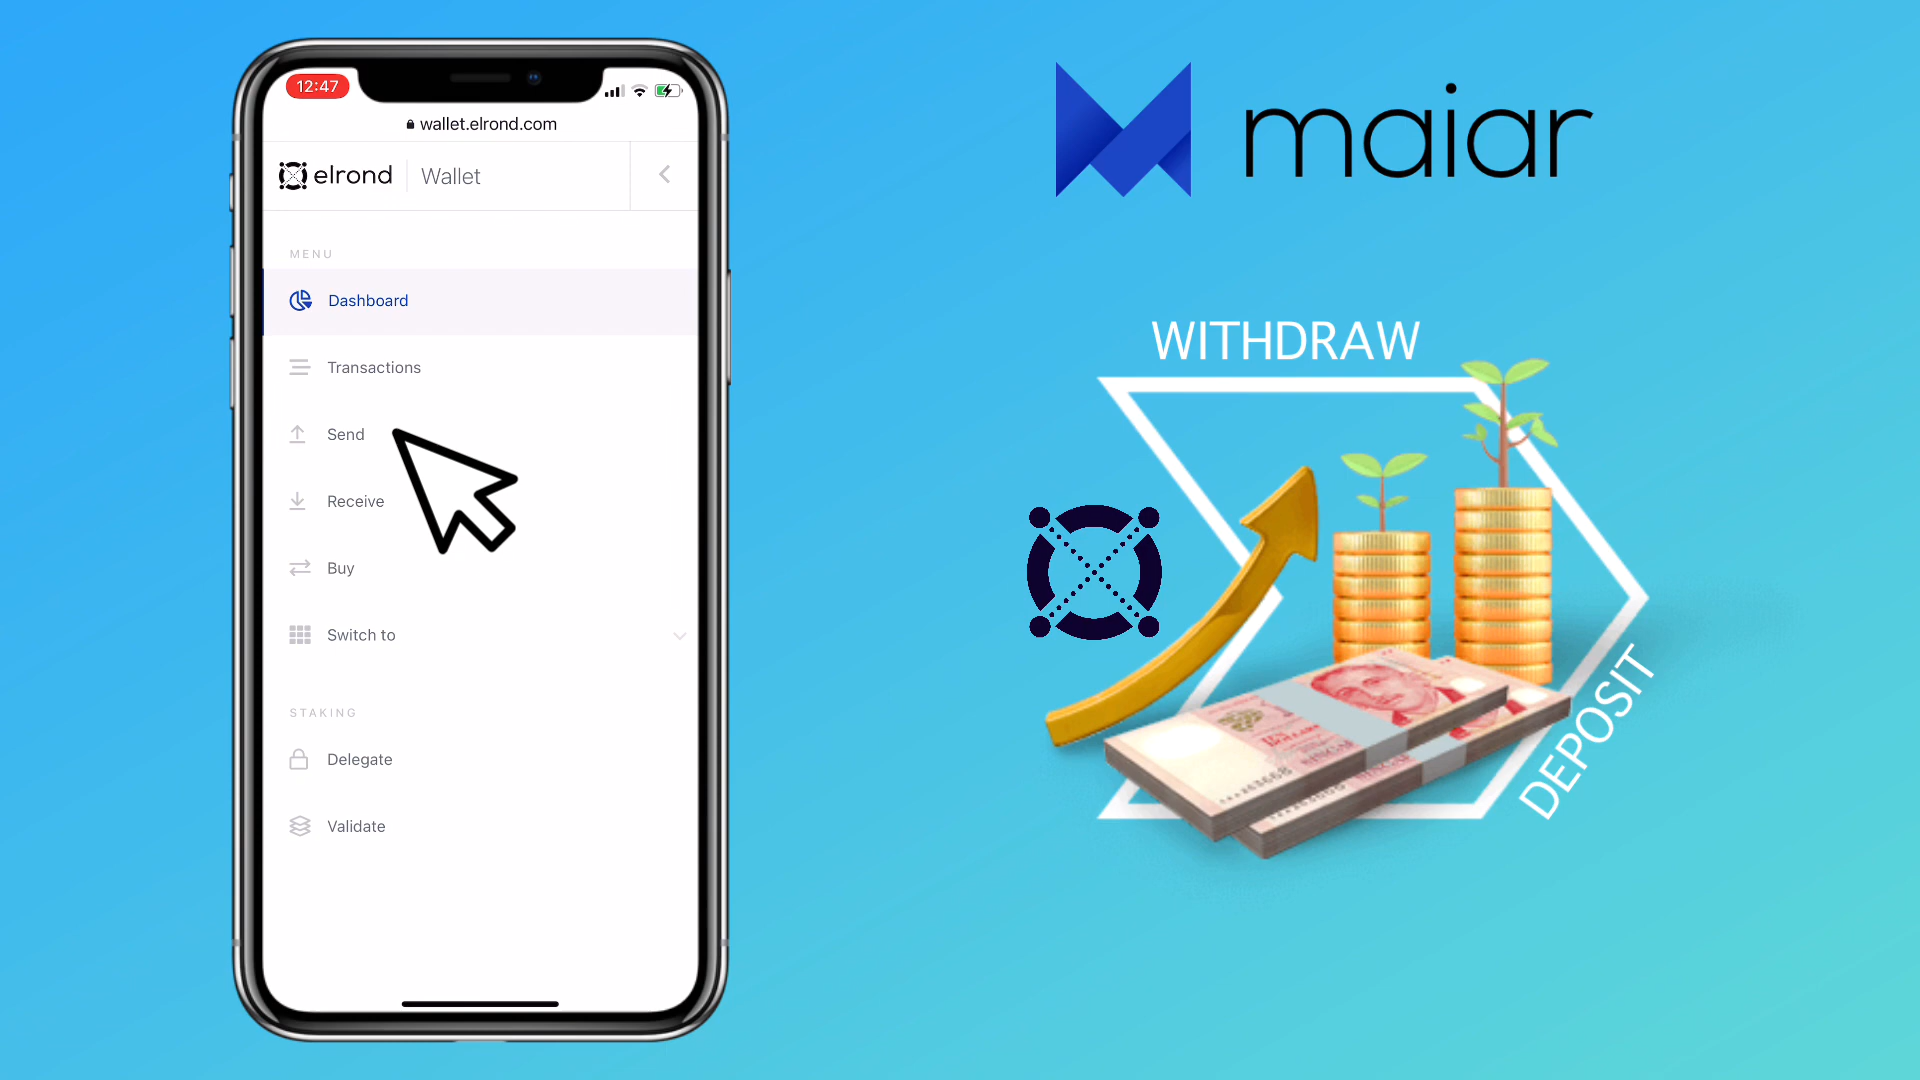 12:47
wallet.elrond.com
elrond
Wallet
MENU
Dashboard
Transactions
Send
Receive
Buy
Switch to
STAKING
Delegate
Validate
maiar
WITHDRAW
DEPOSIT